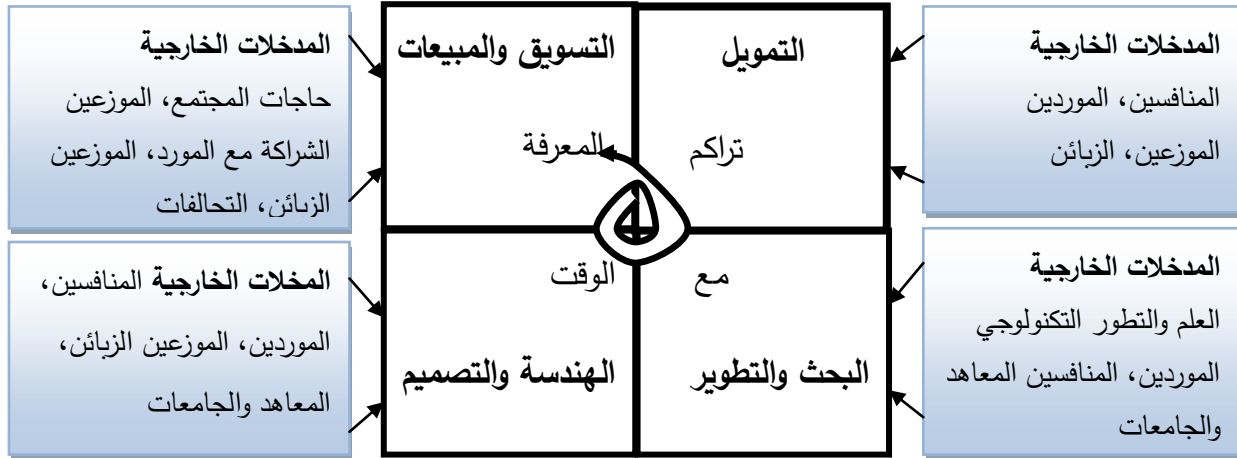 المدخلات الخارجية
المنافسين، الموردين
الموزعين، الزبائن
التمويل
تراكم
التسويق والمبيعات
المعرفة
المدخلات الخارجية
حاجات المجتمع، الموزعين
الشراكة مع المورد، الموزعين
الزبائن، التحالفات
المدخلات الخارجية
العلم والتطور التكنولوجي
الموردين، المنافسين المعاهد
والجامعات
مع
البحث والتطوير
الوقت
الهندسة والتصميم
المخلات الخارجية المنافسين،
الموردين، الموزعين الزبائن،
المعاهد والجامعات